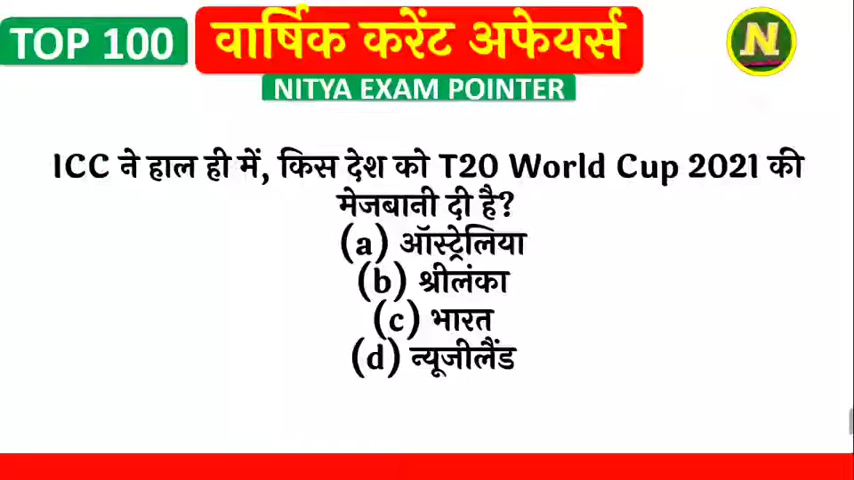 TOP 100
वार्षिक करेंट अफेयर्स
N
NITYA EXAM POINTER
ICC ने हाल ही में, किस देश को T20 World Cup 2021 की
मेजबानी दी है?
(a) ऑस्ट्रेलिया
(b) श्रीलंका
(c) भारत
(d) न्यूजीलैंड